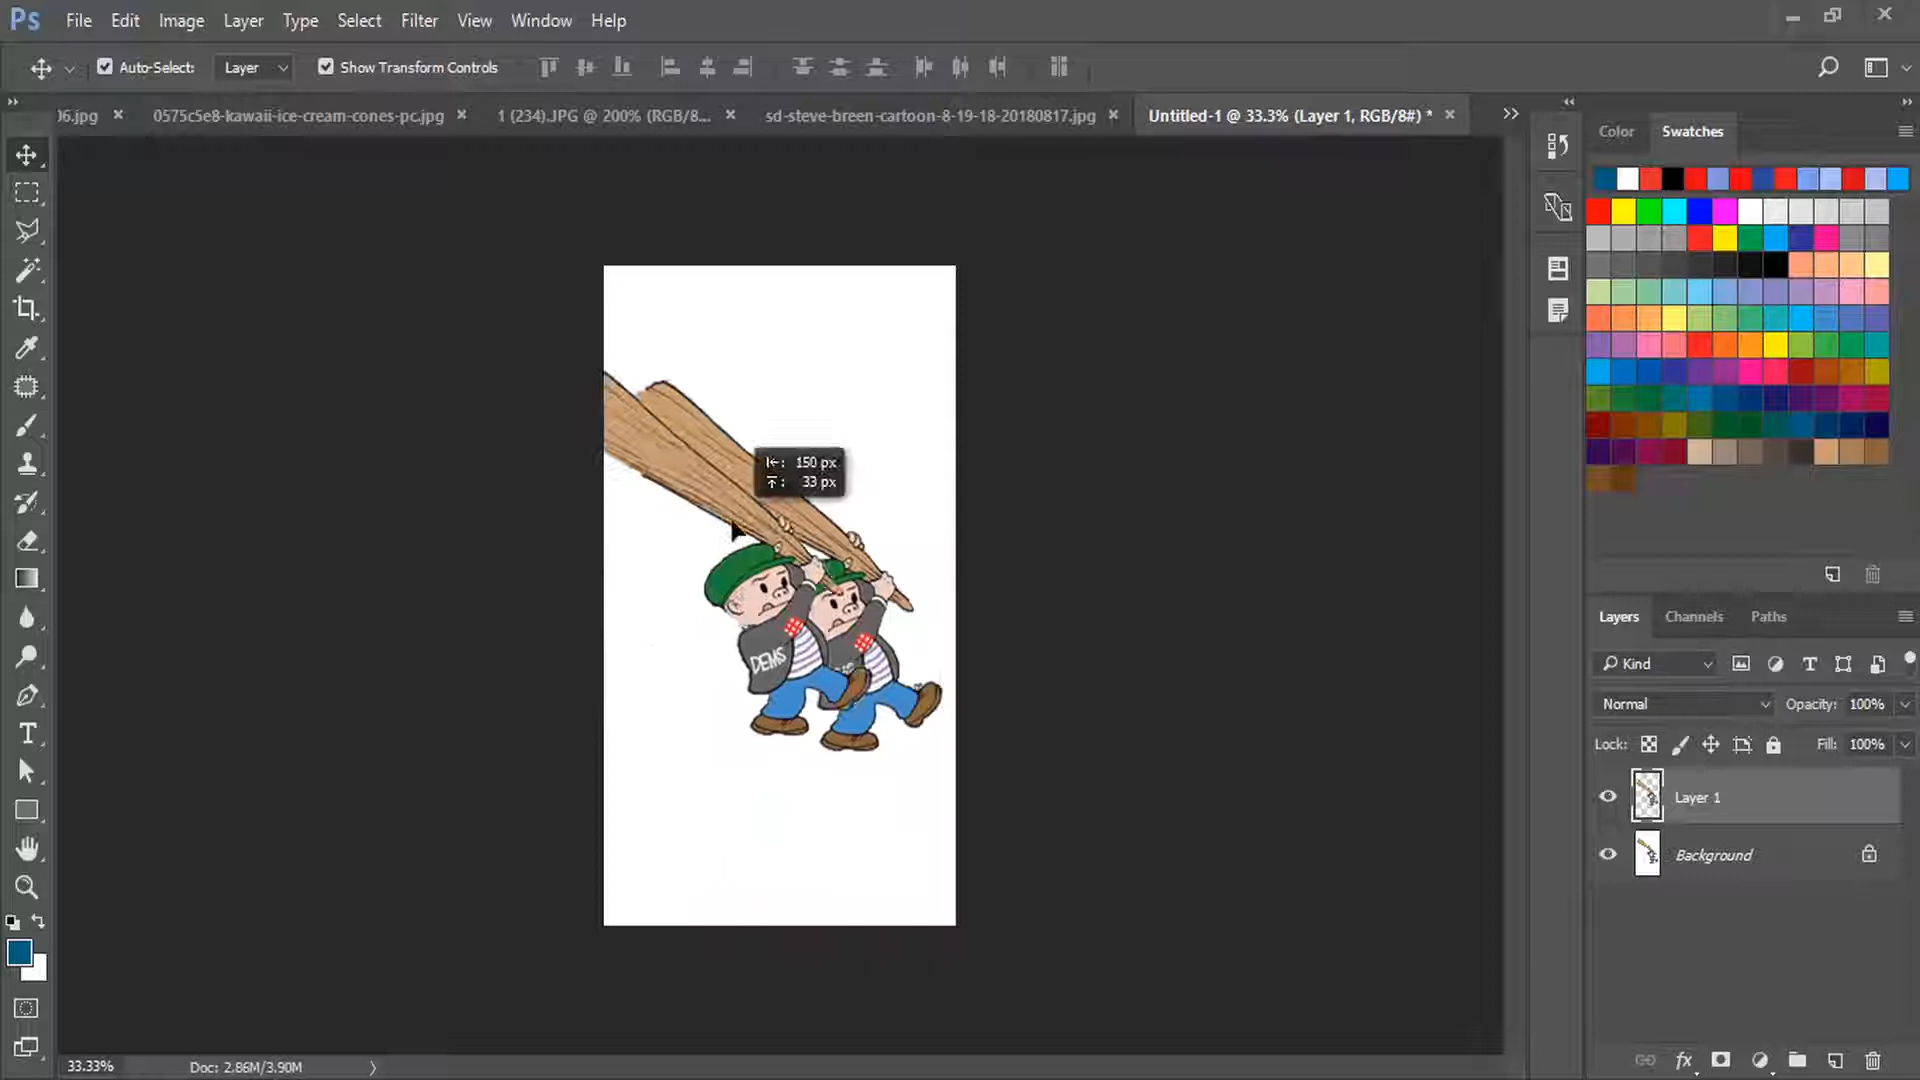 Ps File Edit Image Layer Type Select Filter View Window Help
Auto-Select: Layer Show Transform Controls
06.jpg × 0575c5e8-kawaii-ice-cream-cones-pc.jpg × 1 (234).JPG @ 200% (RGB/8... × sd-steve-breen-cartoon-8-19-18-20180817.jpg × Untitled-1 @ 33.3% (Layer 1, RGB/8#) * ×
Color Swatches
150 px
33 px
DEMS
Layers Channels Paths
Kind
Normal Opacity: 100%
Lock: Fill: 100%
Layer 1
Background
33.33% Doc: 2.86M/3.90M